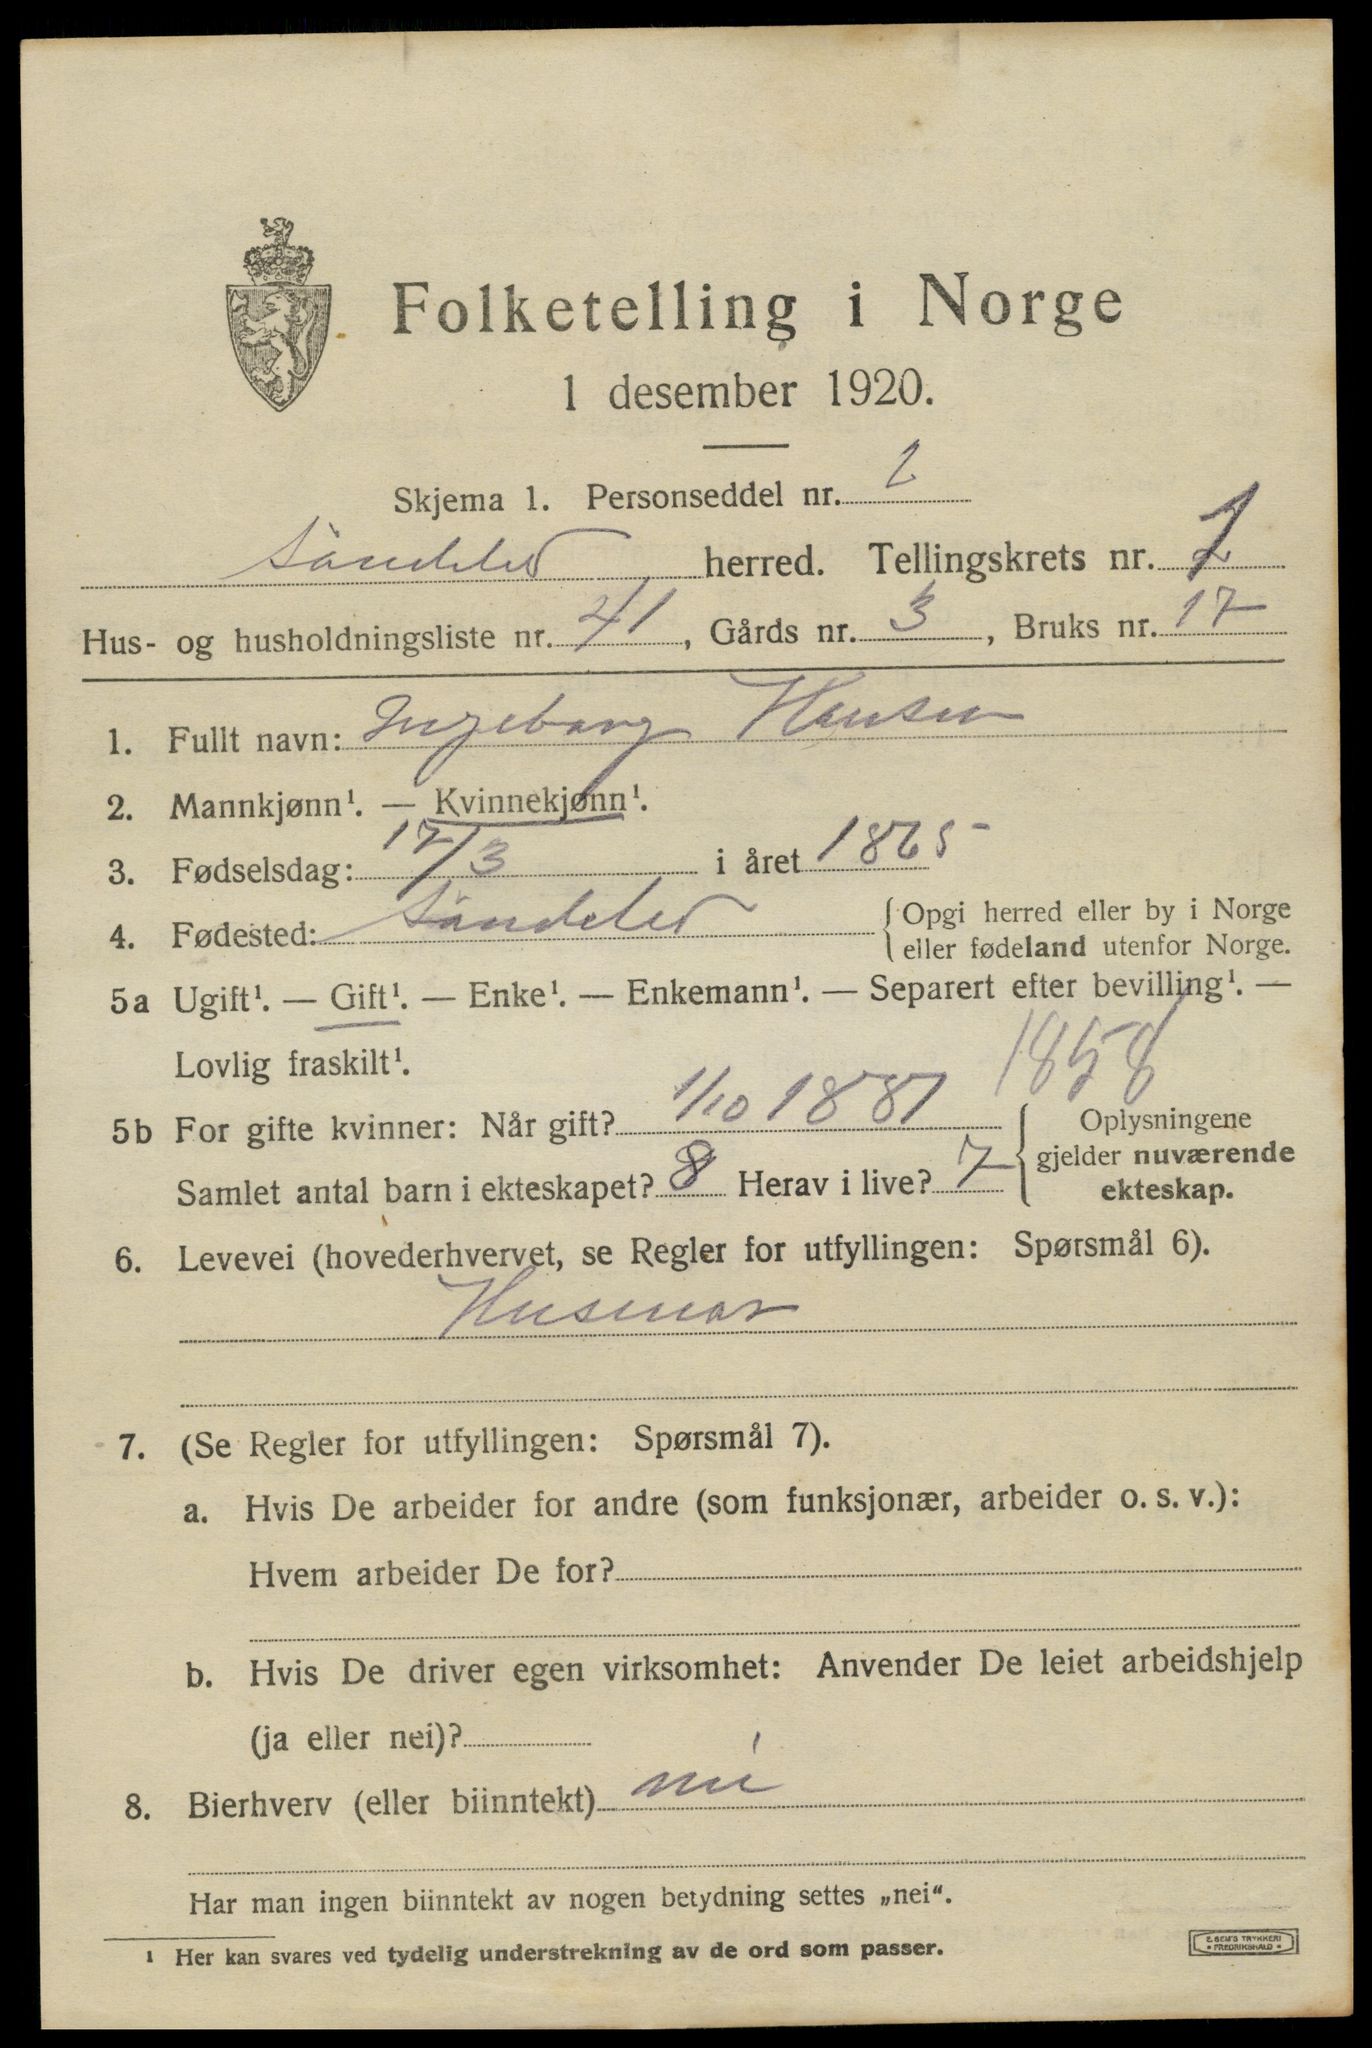 Folketelling i Norge
1 desember 1920.
Skjema 1. Personseddel nr. 2
Søndeled herred. Tellingskrets nr.
Hus- og husholdningsliste nr. 41, Gårds nr. 3, Bruks nr. 17
1. Fullt navn: Ingeborg Hansen
2. Mannkjønn¹. — Kvinnekjønn¹.
3. Fødselsdag: 17/3 i året 1865
4. Fødested: Søndeled {Opgi herred eller by i Norge
eller fødeland utenfor Norge.
5a Ugift¹. — Gift¹. — Enke¹. — Enkemann¹. — Separert efter bevilling¹. —
Lovlig fraskilt¹.
1858
5b For gifte kvinner: Når gift? 1/10 1881
Samlet antal barn i ekteskapet? 8 Herav i live? 7
{Oplysningene
gjelder nuværende
ekteskap.
6. Levevei (hovederhvervet, se Regler for utfyllingen: Spørsmål 6).
Husmor
7. (Se Regler for utfyllingen: Spørsmål 7).
a. Hvis De arbeider for andre (som funksjonær, arbeider o. s. v.):
Hvem arbeider De for?
b. Hvis De driver egen virksomhet: Anvender De leiet arbeidshjelp
(ja eller nei)?
8. Bierhverv (eller biinntekt) nei
Har man ingen biinntekt av nogen betydning settes „nei“.
¹ Her kan svares ved tydelig understrekning av de ord som passer.
E. SEM'S TRYKKERI
• FREDRIKSHALD •